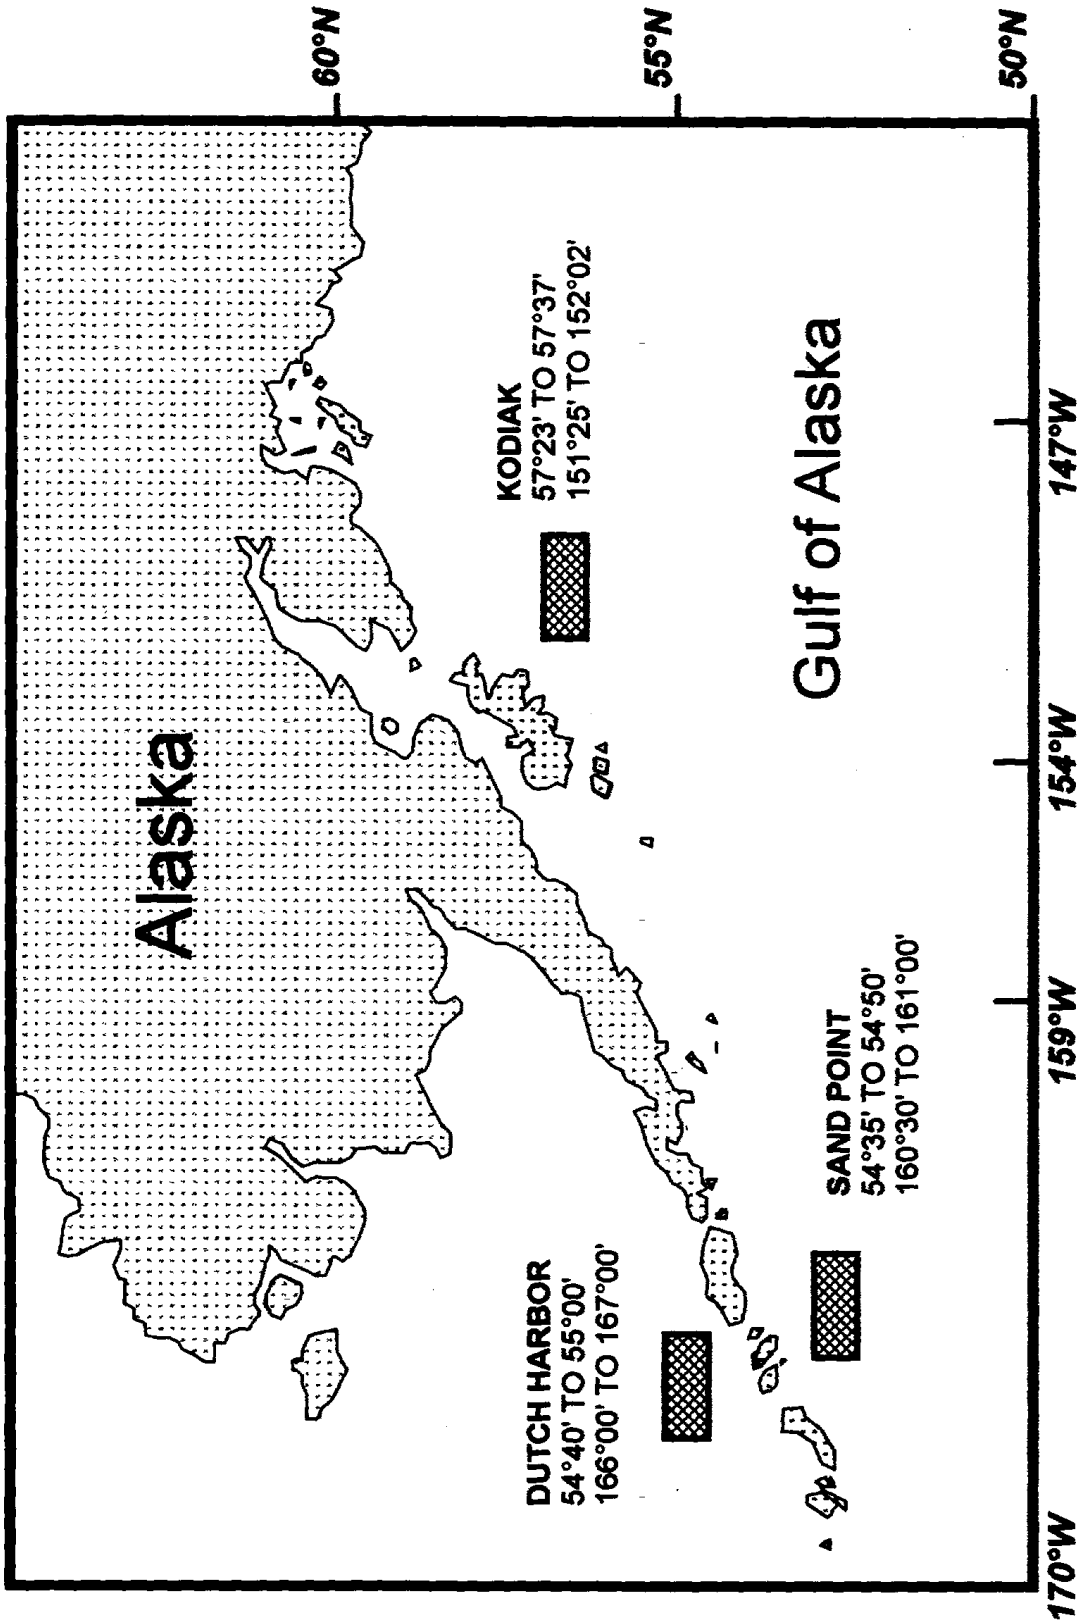 Alaska
60°N
55°N
50°N
KODIAK
57°23' TO 57°37'
151°25' TO 152°02'
Gulf of Alaska
DUTCH HARBOR
54°40' TO 55°00'
166°00' TO 167°00'
SAND POINT
54°35' TO 54°50'
160°30' TO 161°00'
170°W
159°W
154°W
147°W